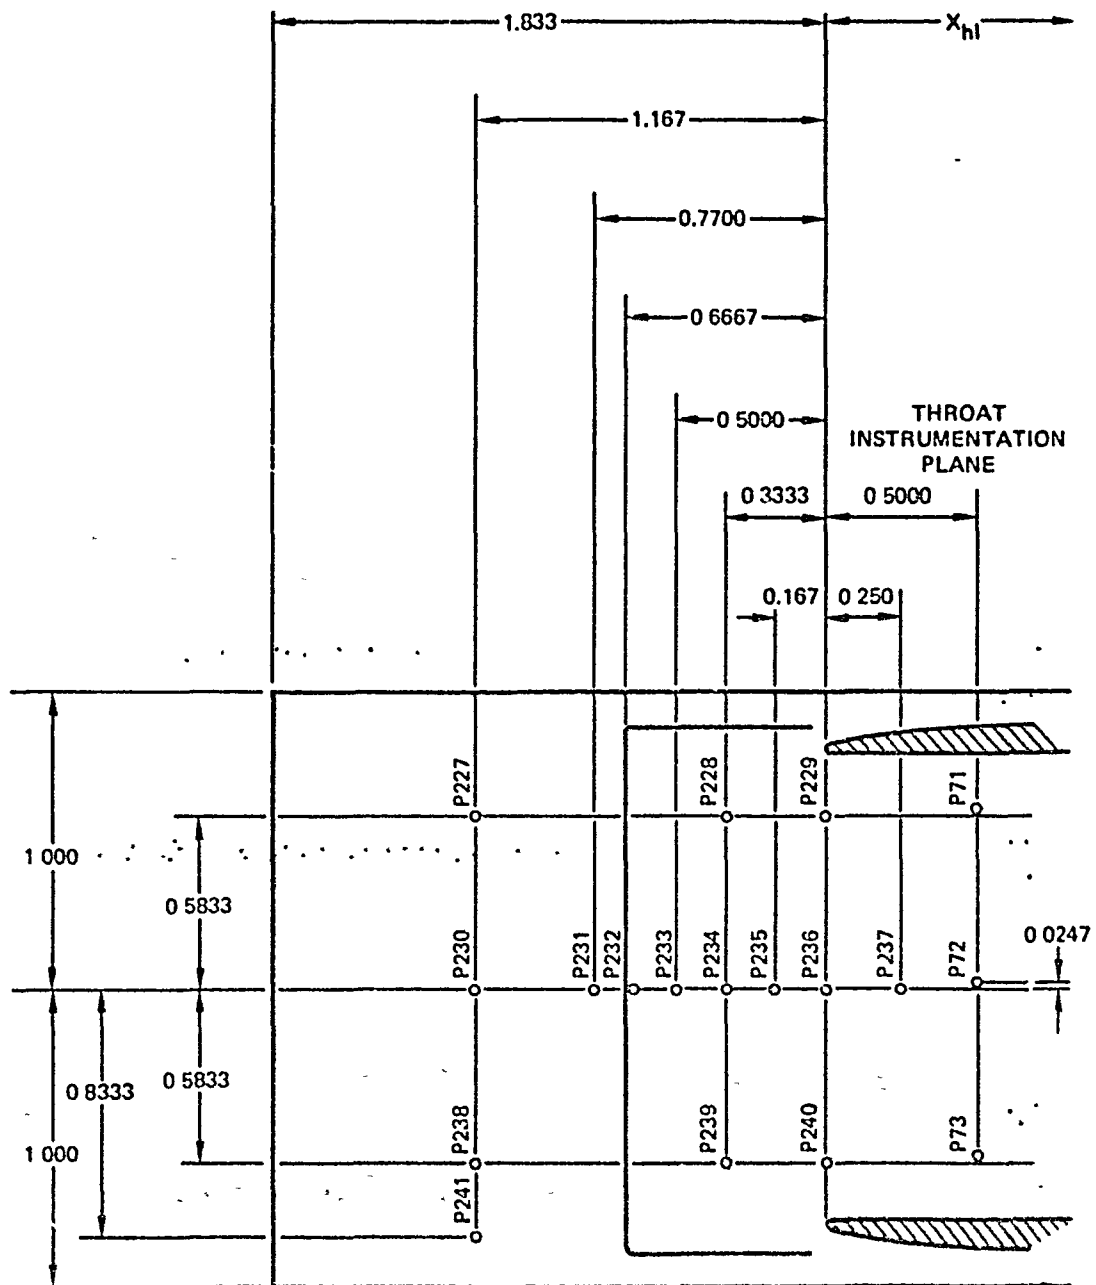 1.833
Xhl
1.167
0.7700
0 6667
0 5000
THROAT
INSTRUMENTATION
PLANE
0 3333
0 5000
0.167
0 250
P227
P228
P229
P71
1 000
0 5833
P230
P231
P232
P233
P234
P235
P236
P237
P72
0 0247
0 8333
0 5833
1 000
P238
P239
P240
P73
P241